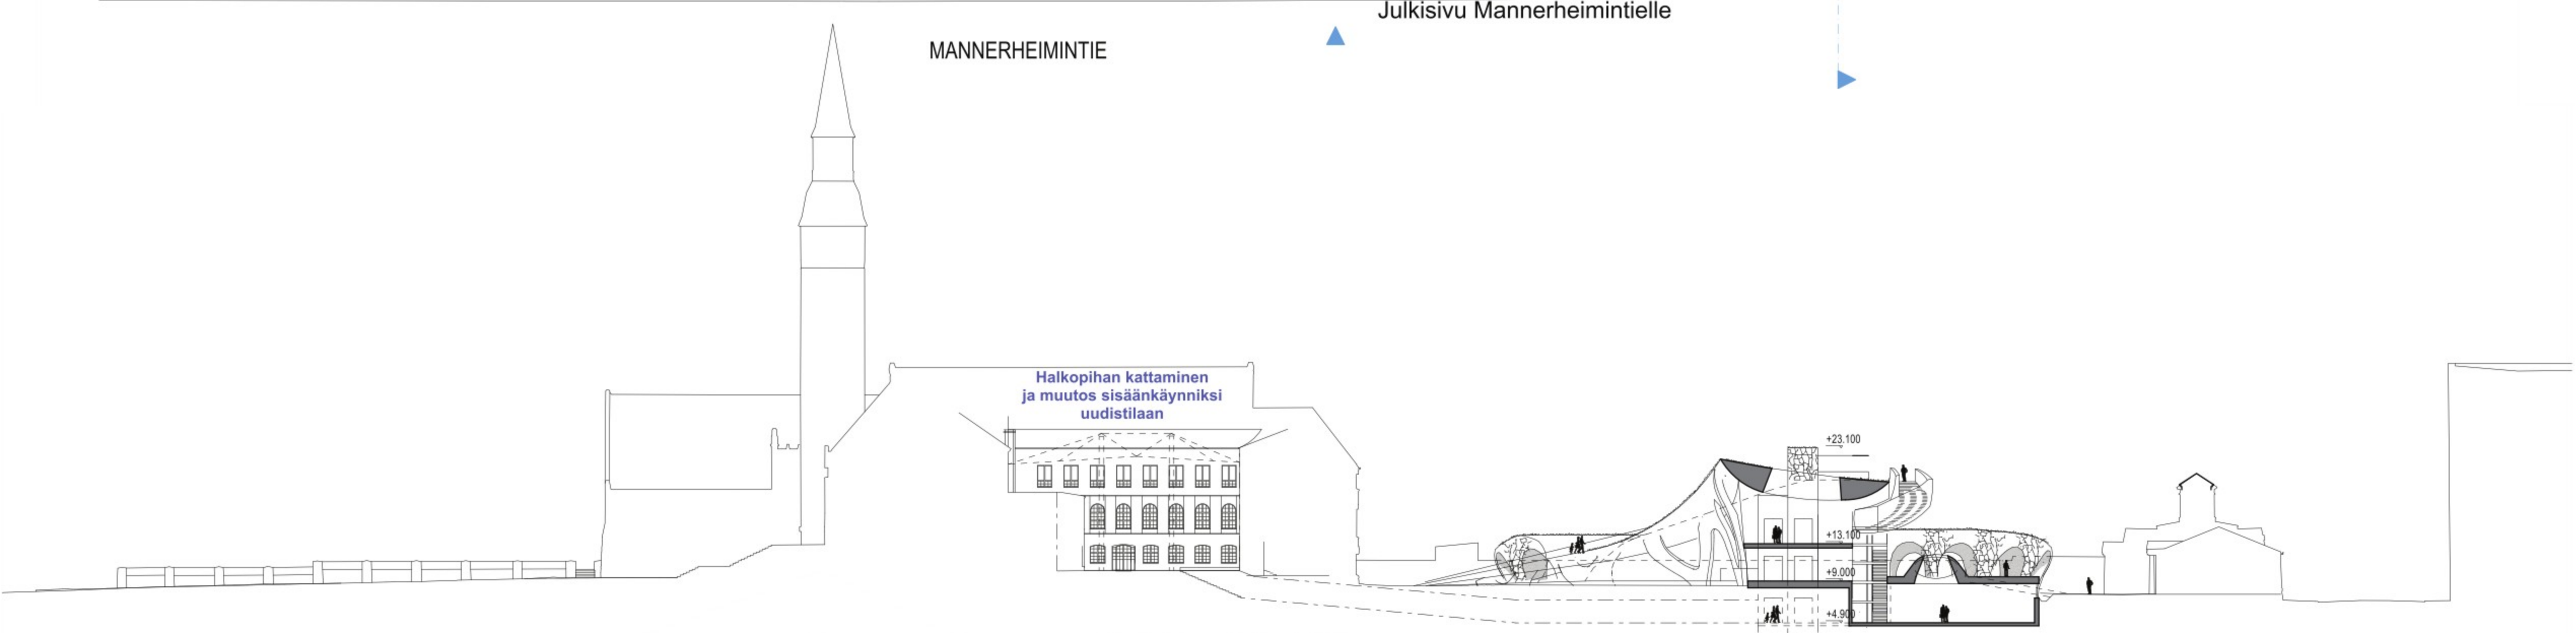 Julkisivu Mannerheimintielle
MANNERHEIMINTIE
Halkopihan kattaminen
ja muutos sisäänkäynniksi
uudistilaan
+23.100
+13.100
+9.000
+4.900